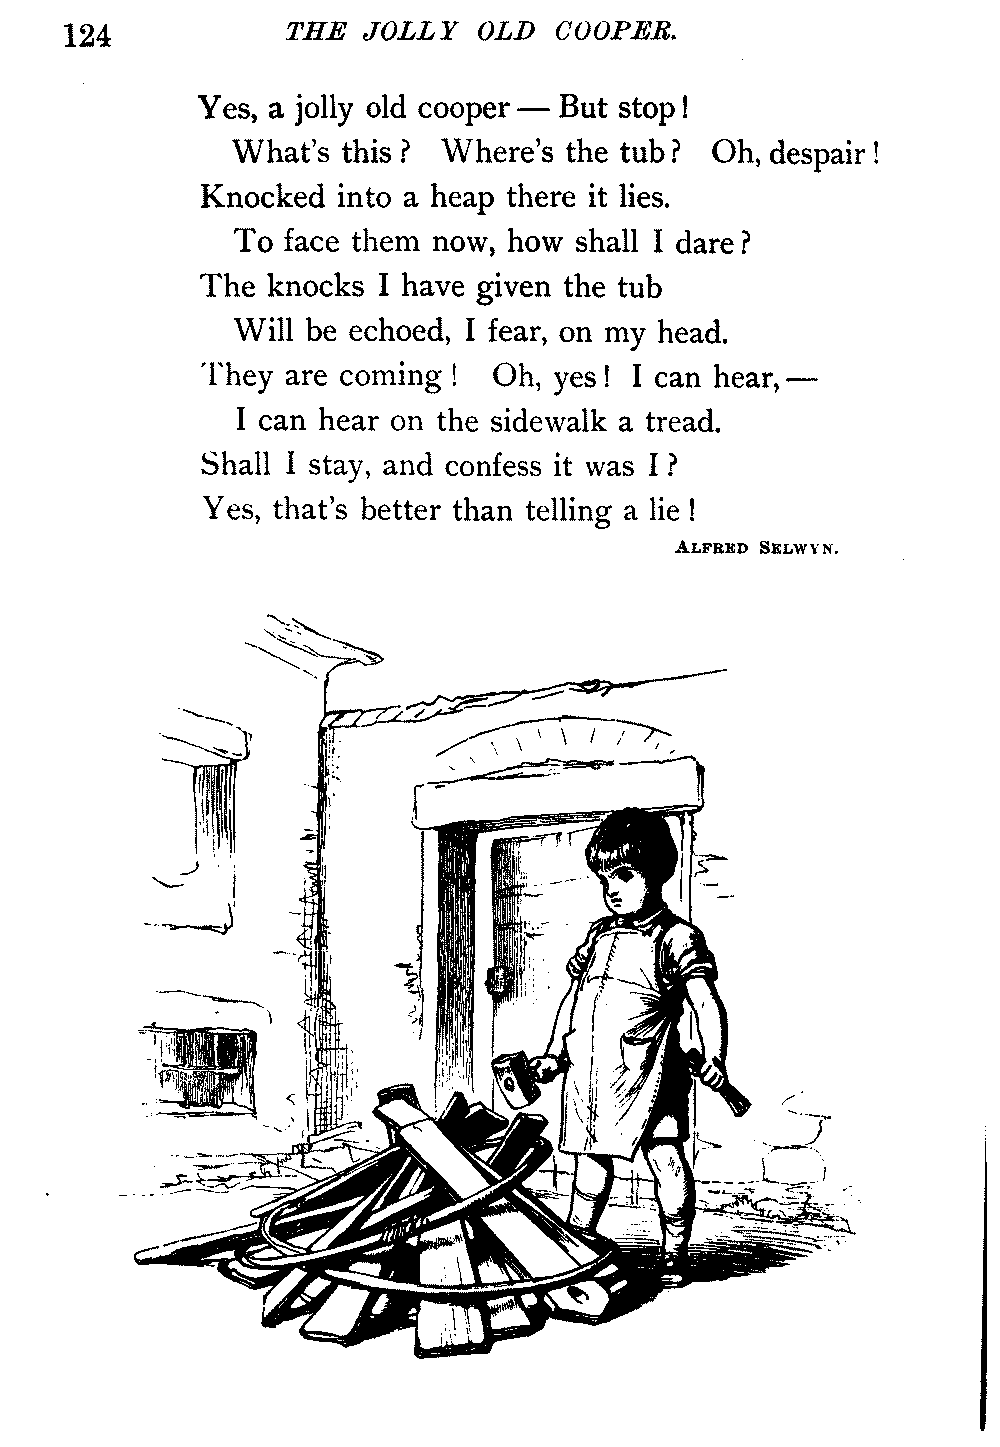 124 THE JOLLY OLD COOPER.
Yes, a jolly old cooper — But stop!
What's this? Where's the tub? Oh, despair!
Knocked into a heap there it lies.
To face them now, how shall I dare?
The knocks I have given the tub
Will be echoed, I fear, on my head.
They are coming! Oh, yes! I can hear,—
I can hear on the sidewalk a tread.
Shall I stay, and confess it was I?
Yes, that's better than telling a lie!
ALFRED SELWYN.